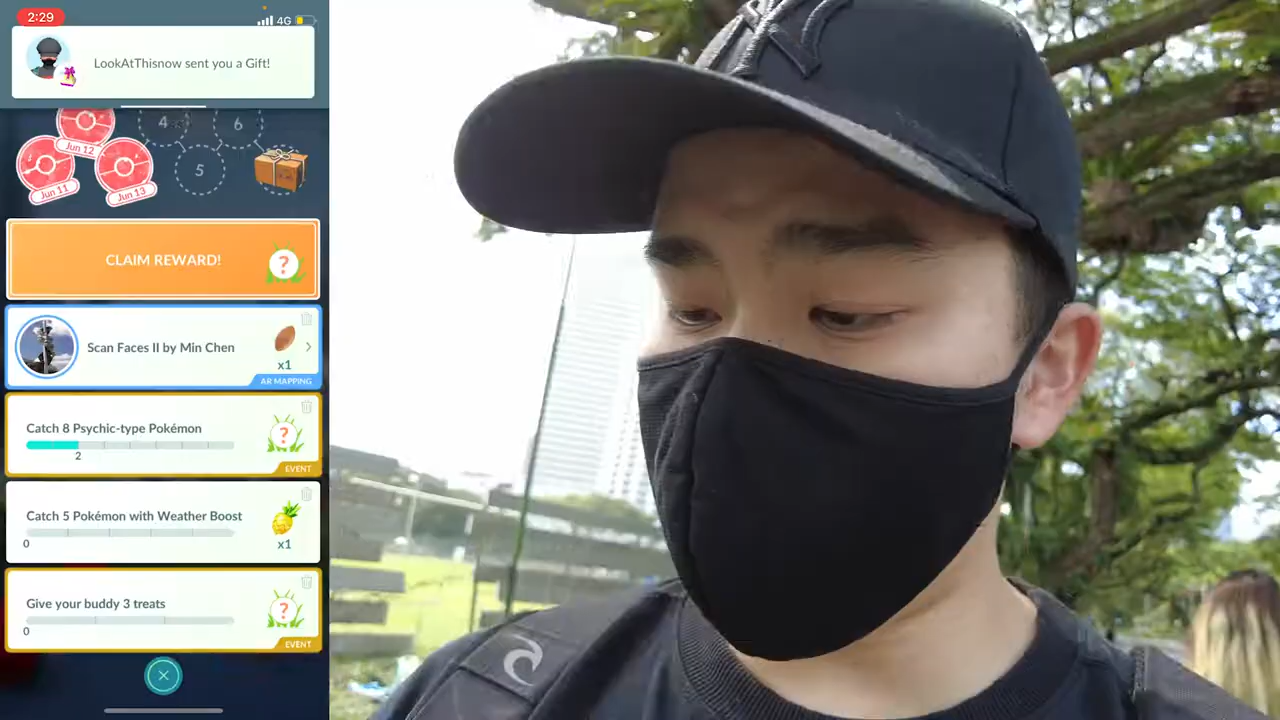 2:29
4G
LookAtThisnow sent you a Gift!
4
6
Jun 12
5
Jun 11
Jun 13
CLAIM REWARD!
?
Scan Faces II by Min Chen
x1
AR MAPPING
Catch 8 Psychic-type Pokémon
?
2
EVENT
Catch 5 Pokémon with Weather Boost
0
x1
Give your buddy 3 treats
?
0
EVENT
NY